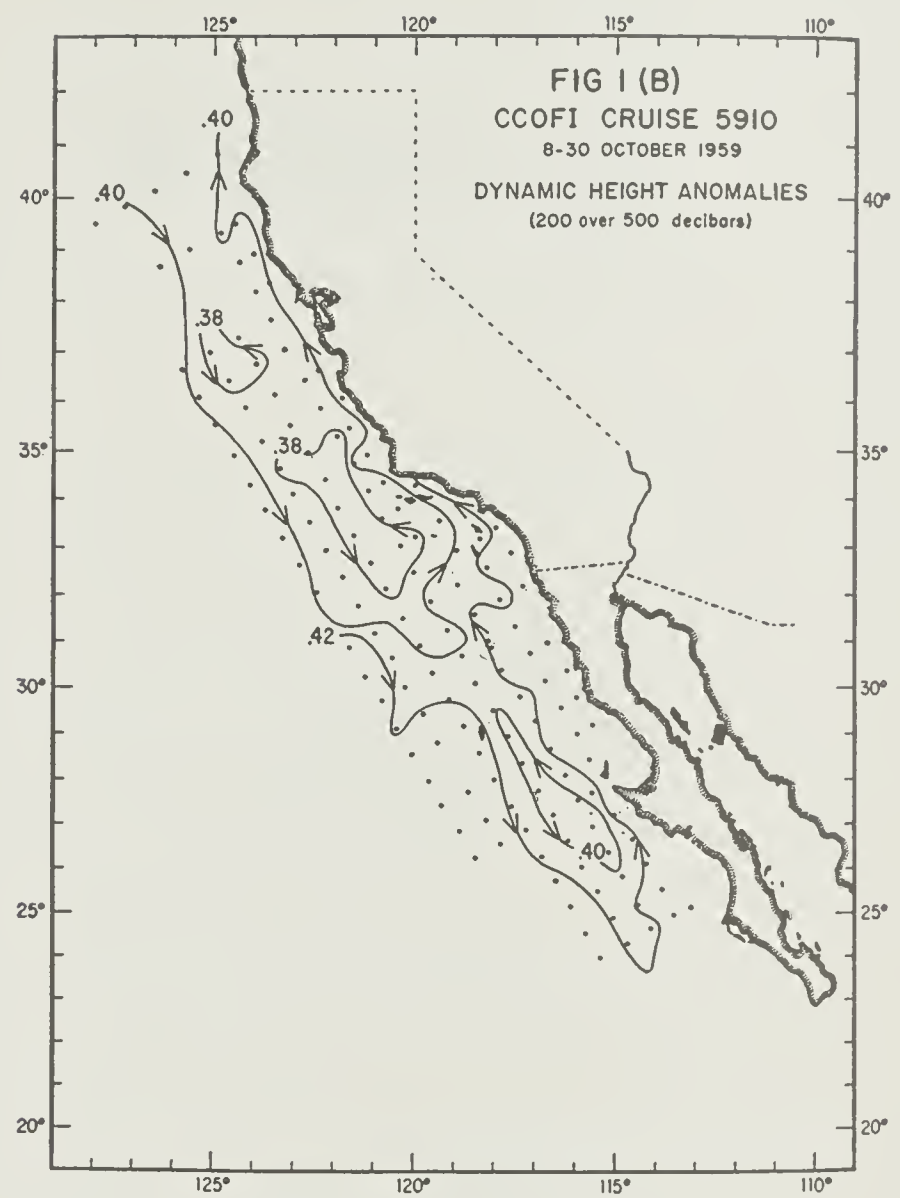 125° 120° 115° 110°
FIG 1 (B)
CCOFI CRUISE 5910
8-30 OCTOBER 1959
DYNAMIC HEIGHT ANOMALIES
(200 over 500 decibars)
.40
.40
40° 40°
.38
35° .38 35°
.42
30° 30°
.40
25° 25°
20° 20°
125° 120° 115° 110°